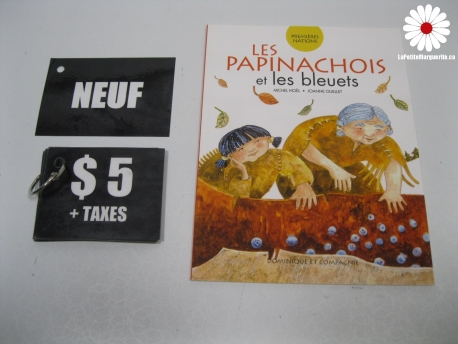 NEUF
$ 5
+ TAXES
PREMIÈRES
NATIONS
LES
PAPINACHOIS
et les bleuets
MICHEL NOËL • JOANNE OUELLET
DOMINIQUE ET COMPAGNIE
LaPetiteMarguerite.ca